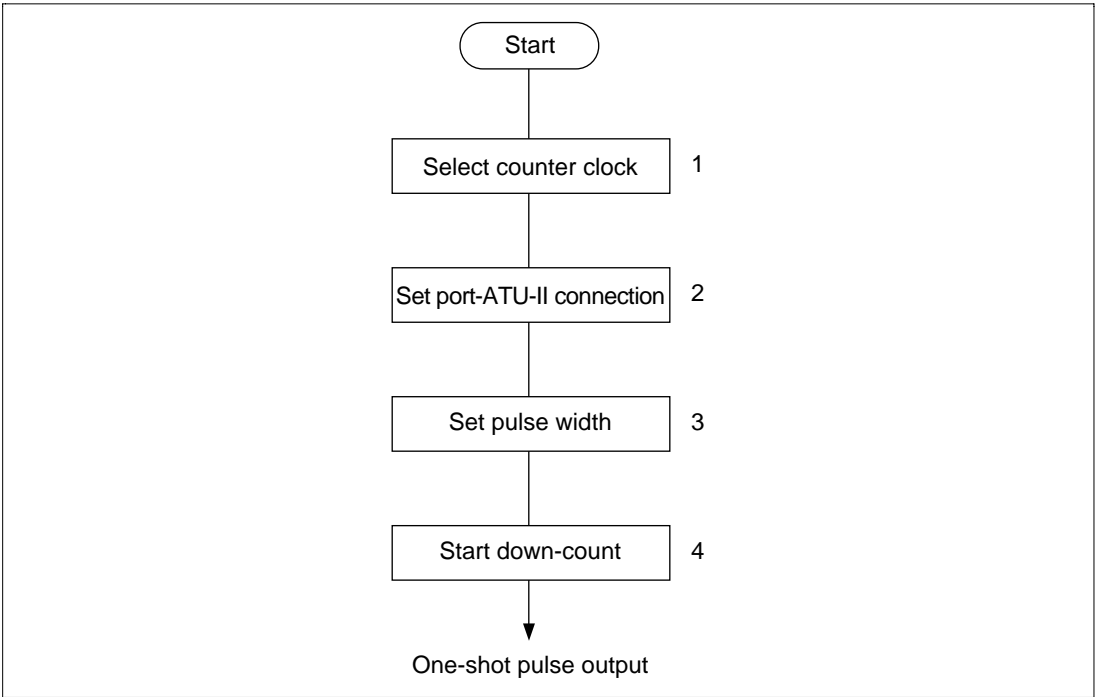 Start
Select counter clock 1
Set port-ATU-II connection 2
Set pulse width 3
Start down-count 4
One-shot pulse output